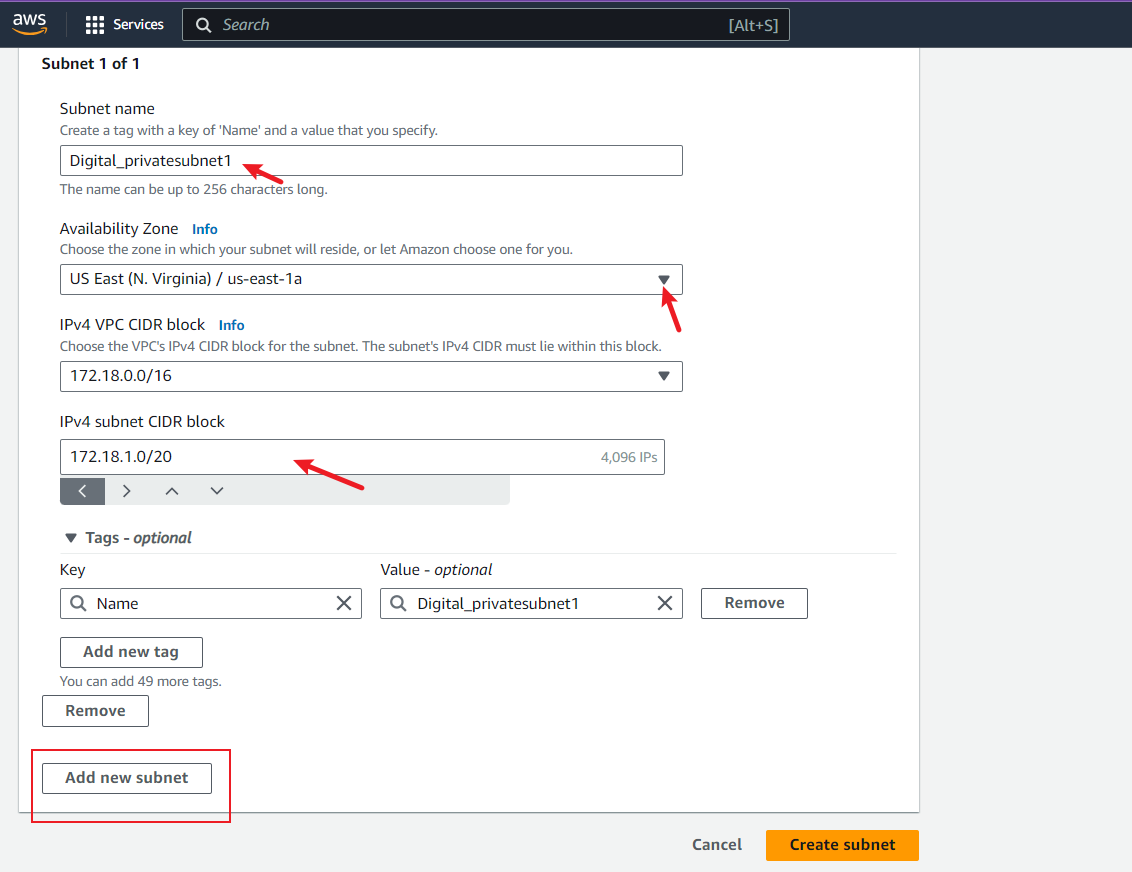 aws
Services
Search
[Alt+S]
Subnet 1 of 1
Subnet name
Create a tag with a key of 'Name' and a value that you specify.
Digital_privatesubnet1
The name can be up to 256 characters long.
Availability Zone Info
Choose the zone in which your subnet will reside, or let Amazon choose one for you.
US East (N. Virginia) / us-east-1a
IPv4 VPC CIDR block Info
Choose the VPC's IPv4 CIDR block for the subnet. The subnet's IPv4 CIDR must lie within this block.
172.18.0.0/16
IPv4 subnet CIDR block
172.18.1.0/20 4,096 IPs
Tags - optional
Key Value - optional
Name Digital_privatesubnet1 Remove
Add new tag
You can add 49 more tags.
Remove
Add new subnet
Cancel Create subnet